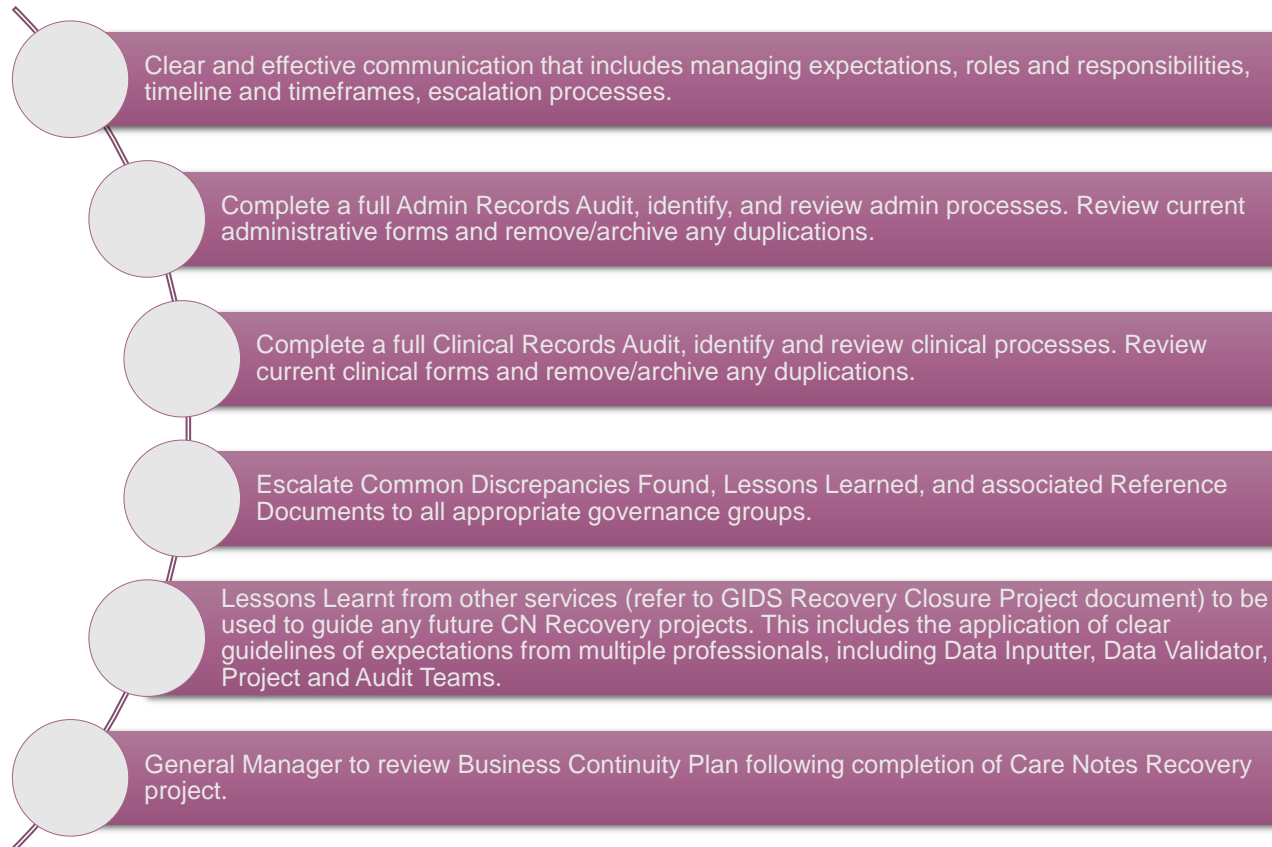 Clear and effective communication that includes managing expectations, roles and responsibilities,
timeline and timeframes, escalation processes.
Complete a full Admin Records Audit, identify, and review admin processes. Review current
administrative forms and remove/archive any duplications.
Complete a full Clinical Records Audit, identify and review clinical processes. Review
current clinical forms and remove/archive any duplications.
Escalate Common Discrepancies Found, Lessons Learned, and associated Reference
Documents to all appropriate governance groups.
Lessons Learnt from other services (refer to GIDS Recovery Closure Project document) to be
used to guide any future CN Recovery projects. This includes the application of clear
guidelines of expectations from multiple professionals, including Data Inputter, Data Validator,
Project and Audit Teams.
General Manager to review Business Continuity Plan following completion of Care Notes Recovery
project.